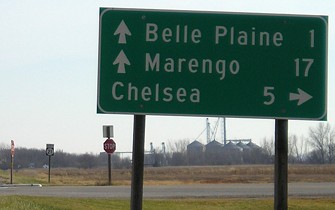 Belle Plaine 1
Marengo 17
Chelsea 5
STOP